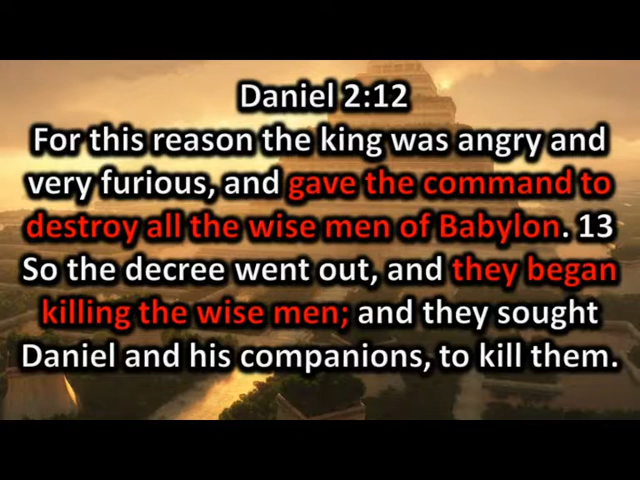 Daniel 2:12
For this reason the king was angry and
very furious, and gave the command to
destroy all the wise men of Babylon. 13
So the decree went out, and they began
killing the wise men; and they sought
Daniel and his companions, to kill them.